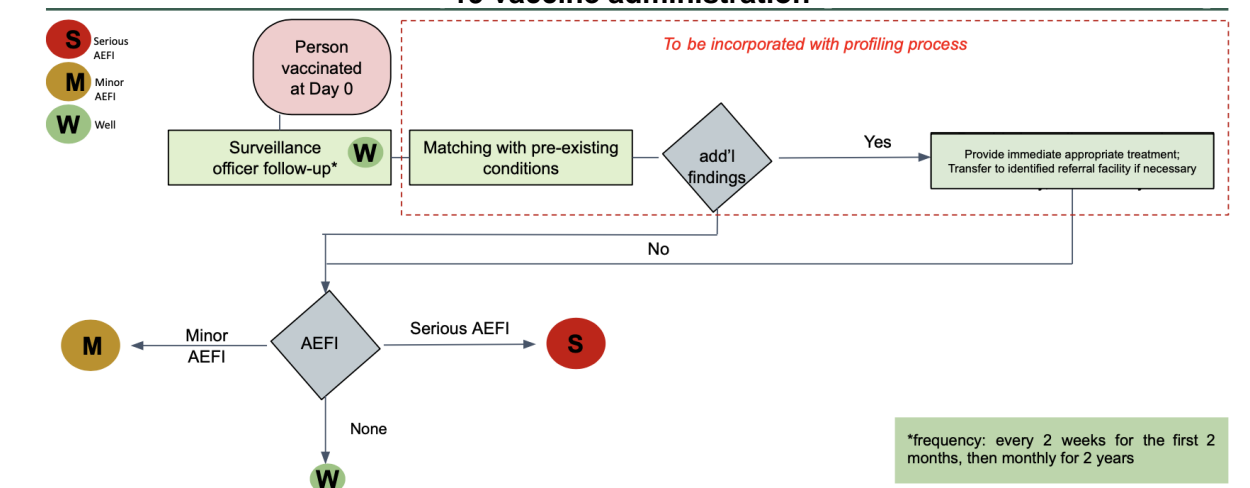 vaccine administration
S Serious
AEFI
M Minor
AEFI
W Well
Person
vaccinated
at Day 0
To be incorporated with profiling process
Surveillance
officer follow-up*
W
Matching with pre-existing
conditions
add'l
findings
Yes
Provide immediate appropriate treatment;
Transfer to identified referral facility if necessary
No
M
Minor
AEFI
AEFI
Serious AEFI
S
None
W
*frequency: every 2 weeks for the first 2
months, then monthly for 2 years